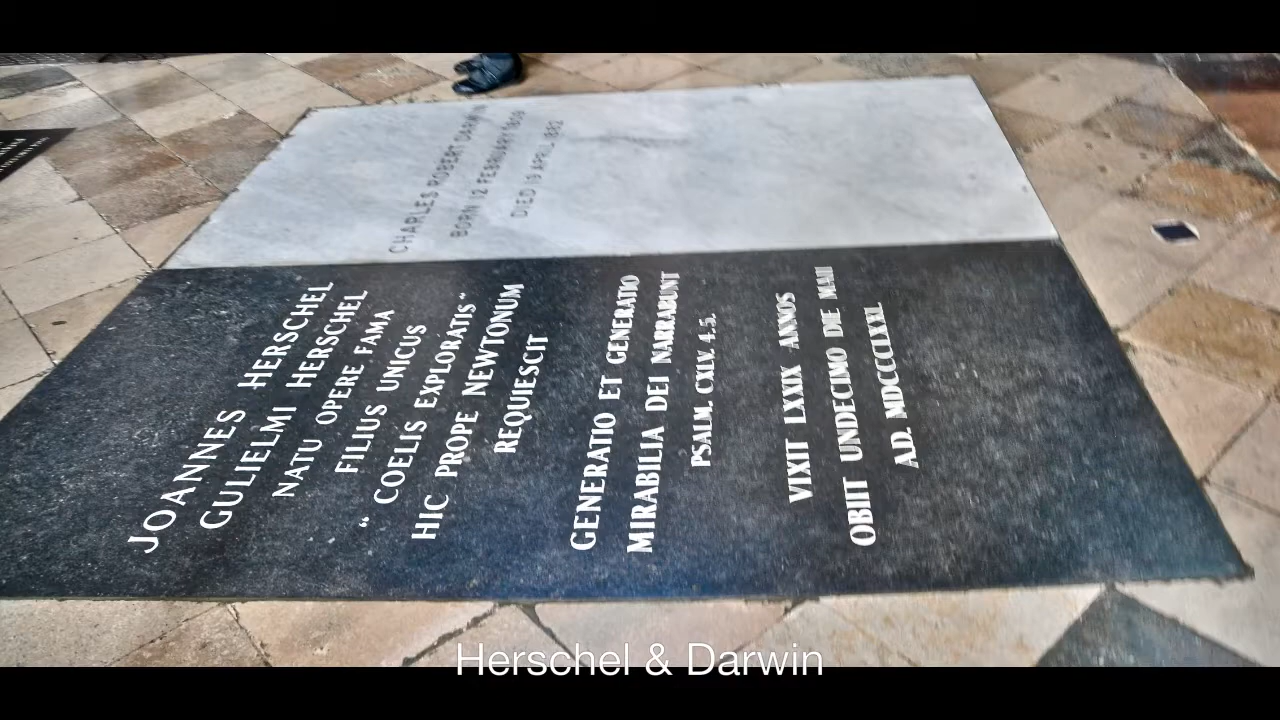 CHARLES ROBERT DARWIN
BORN 12 FEBRUARY 1809
DIED 19 APRIL 1882
JOANNES HERSCHEL
GULIELMI HERSCHEL
NATU OPERE FAMA
FILIUS UNICUS
“ COELIS EXPLORATIS “
HIC PROPE NEWTONUM
REQUIESCIT
GENERATIO ET GENERATIO
MIRABILIA DEI NARRABUNT
PSALM. CXLV. 4.5.
VIXIT LXXIX ANNOS
OBIIT UNDECIMO DIE MAII
A.D. MDCCCLXXI.
Herschel & Darwin